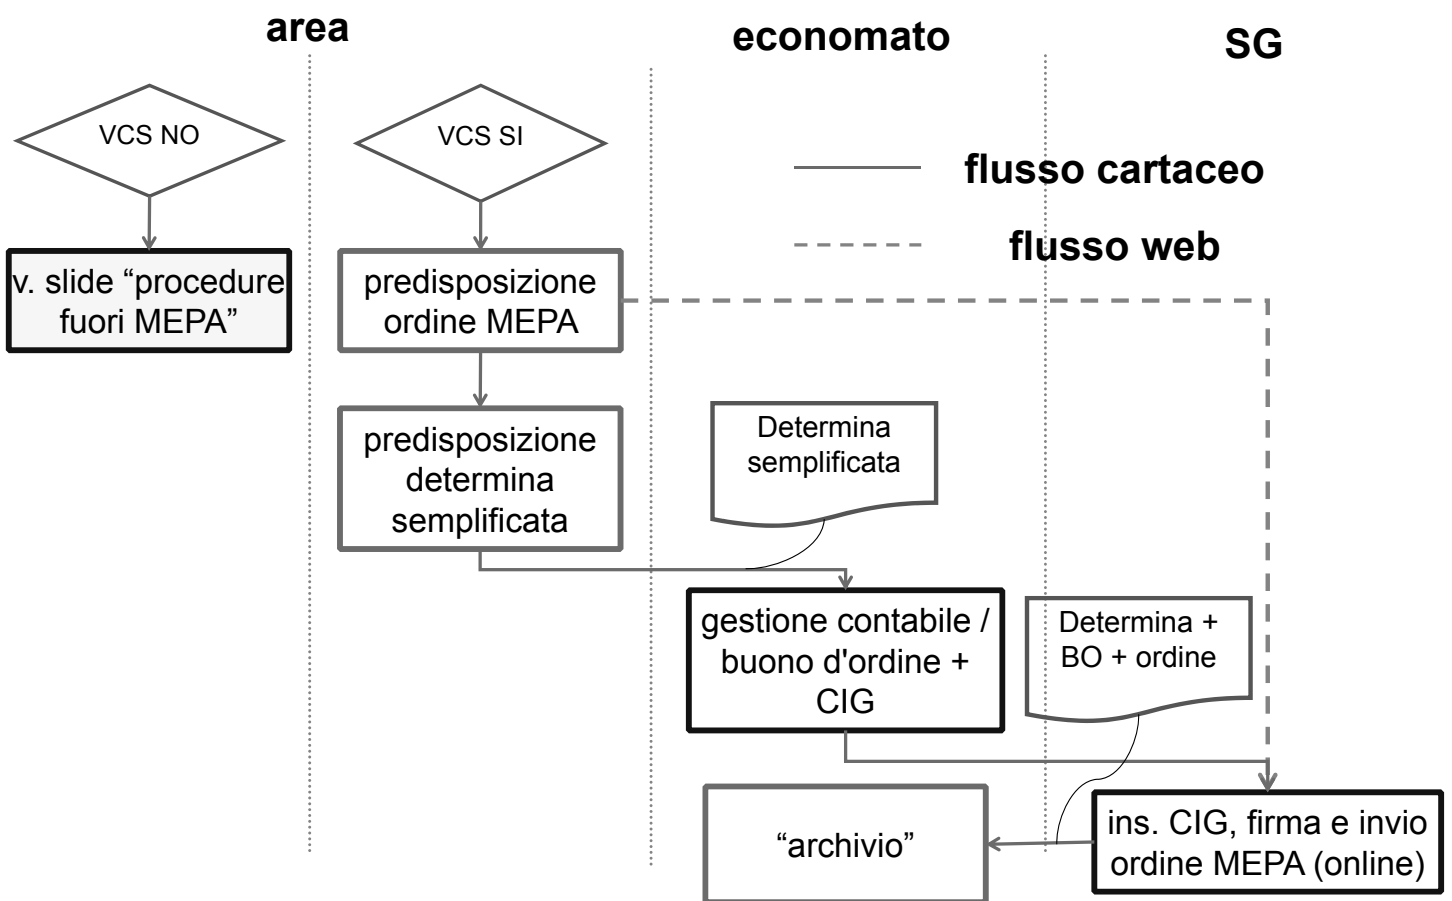 area
economato
SG
VCS NO
VCS SI
flusso cartaceo
flusso web
v. slide “procedure
fuori MEPA”
predisposizione
ordine MEPA
predisposizione
determina
semplificata
Determina
semplificata
gestione contabile /
buono d'ordine +
CIG
Determina +
BO + ordine
“archivio”
ins. CIG, firma e invio
ordine MEPA (online)